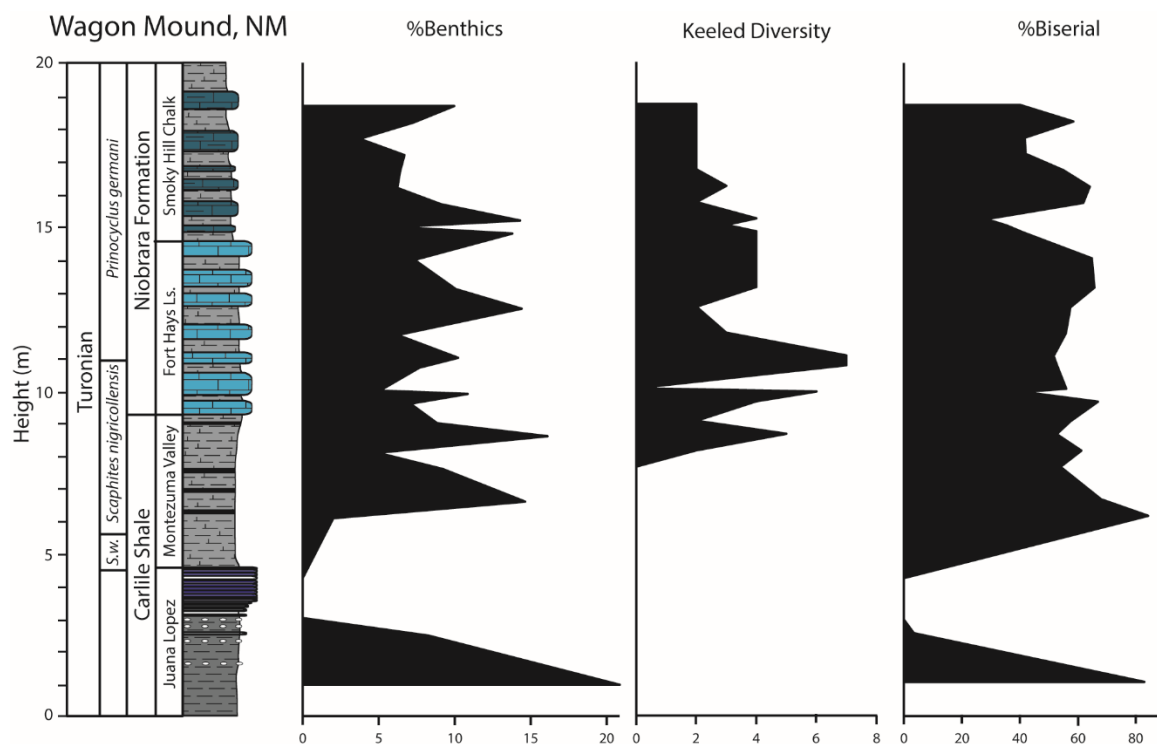 Wagon Mound, NM
%Benthics
Keeled Diversity
%Biserial
20
15
10
5
0
Height (m)
Turonian
Prinocyclus germani
Scaphites nigricollensis
S.w.
Niobrara Formation
Carlile Shale
Smoky Hill Chalk
Fort Hays Ls.
Montezuma Valley
Juana Lopez
0 5 10 15 20
0 2 4 6 8
0 20 40 60 80